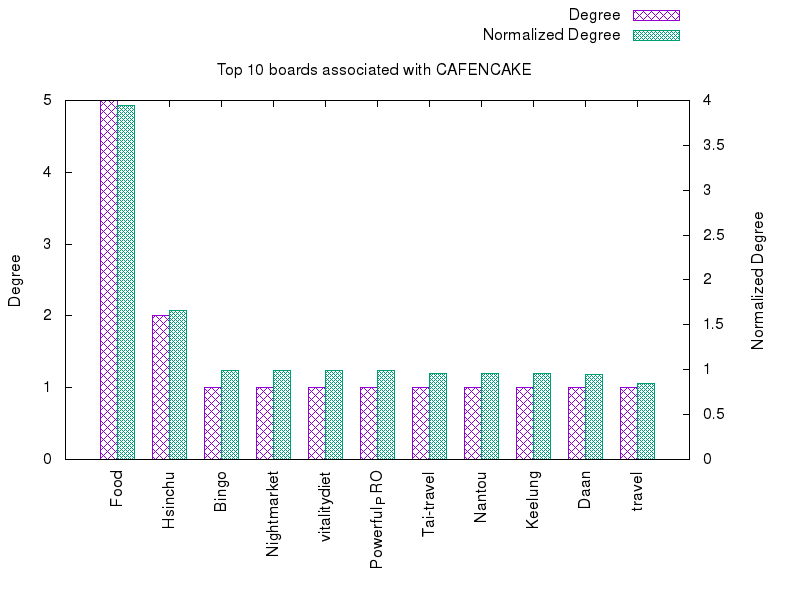 Degree
Normalized Degree
Top 10 boards associated with CAFENCAKE
5
4
3
2
1
0
4
3.5
3
2.5
2
1.5
1
0.5
0
Degree
Normalized Degree
Food
Hsinchu
Bingo
Nightmarket
vitalitydiet
PowerfulPRO
Tai-travel
Nantou
Keelung
Daan
travel